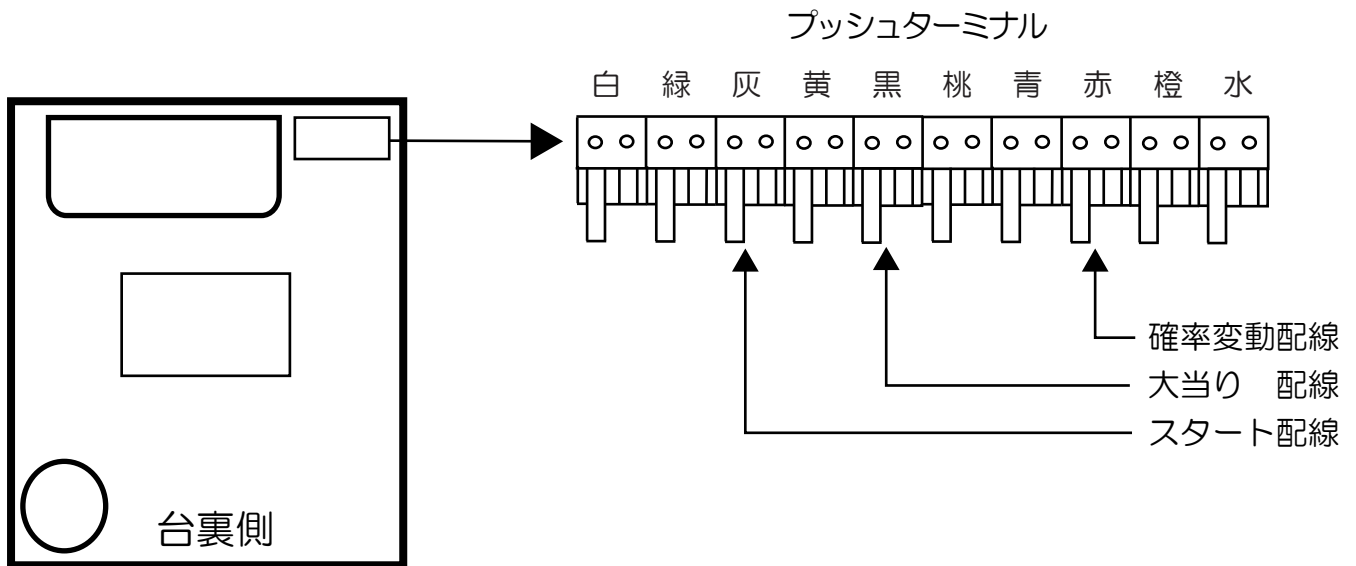 プッシュターミナル
白 緑 灰 黄 黒 桃 青 赤 橙 水
確率変動配線
大当り　配線
スタート配線
台裏側